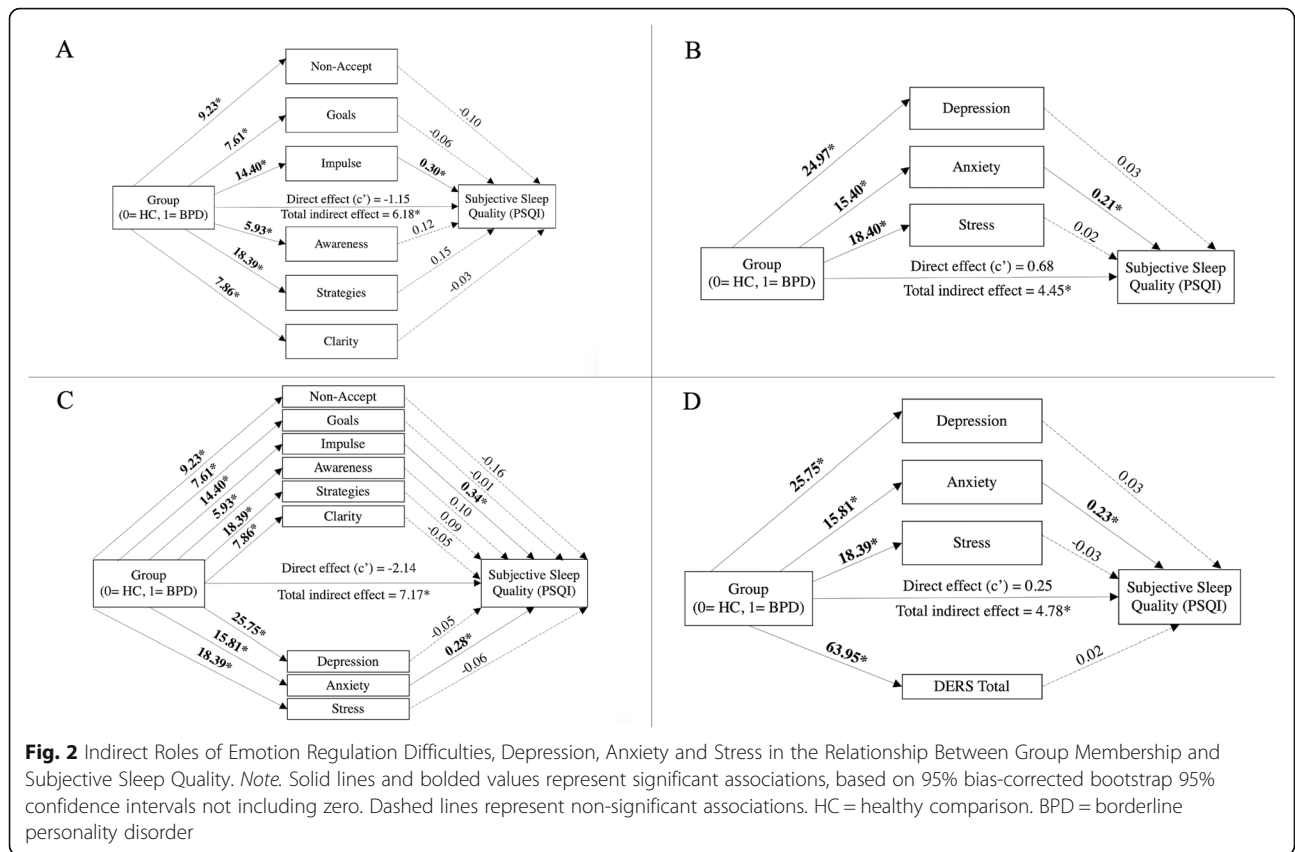 A
Non-Accept
9.23*
-0.10
Goals
7.61*
-0.06
Impulse
14.40*
0.30*
Group
(0= HC, 1= BPD)
Direct effect (c') = -1.15
Total indirect effect = 6.18*
Subjective Sleep
Quality (PSQI)
5.93*
Awareness
0.12
18.39*
Strategies
0.15
7.86*
Clarity
-0.03
B
Depression
24.97*
0.03
Anxiety
15.40*
0.21*
Stress
18.40*
0.02
Group
(0= HC, 1= BPD)
Direct effect (c') = 0.68
Total indirect effect = 4.45*
Subjective Sleep
Quality (PSQI)
C
Non-Accept
Goals
Impulse
Awareness
Strategies
Clarity
9.23*
7.61*
14.40*
5.93*
18.39*
7.86*
-0.16
-0.01
0.34*
0.10
0.09
-0.05
Group
(0= HC, 1= BPD)
Direct effect (c') = -2.14
Total indirect effect = 7.17*
Subjective Sleep
Quality (PSQI)
25.75*
15.81*
18.39*
-0.05
0.28*
-0.06
Depression
Anxiety
Stress
D
Depression
25.75*
0.03
Anxiety
15.81*
0.23*
Stress
18.39*
-0.03
Group
(0= HC, 1= BPD)
Direct effect (c') = 0.25
Total indirect effect = 4.78*
Subjective Sleep
Quality (PSQI)
63.95*
DERS Total
0.02
Fig. 2 Indirect Roles of Emotion Regulation Difficulties, Depression, Anxiety and Stress in the Relationship Between Group Membership and
Subjective Sleep Quality. Note. Solid lines and bolded values represent significant associations, based on 95% bias-corrected bootstrap 95%
confidence intervals not including zero. Dashed lines represent non-significant associations. HC = healthy comparison. BPD = borderline
personality disorder